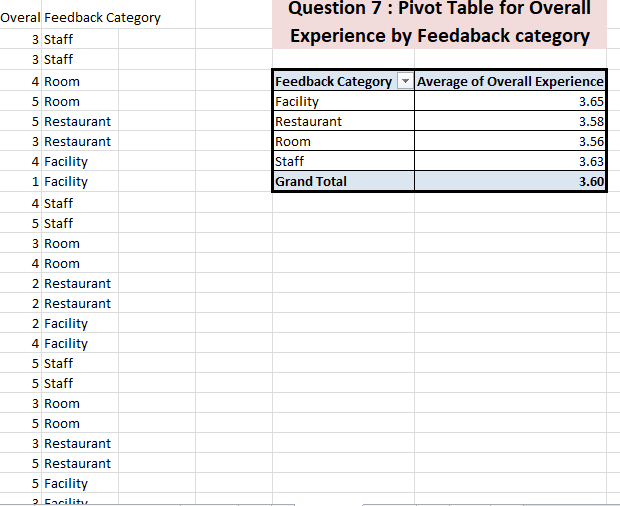 Overal Feedback Category
3 Staff
3 Staff
4 Room
5 Room
5 Restaurant
3 Restaurant
4 Facility
1 Facility
4 Staff
5 Staff
3 Room
4 Room
2 Restaurant
2 Restaurant
2 Facility
4 Facility
5 Staff
5 Staff
3 Room
5 Room
3 Restaurant
5 Restaurant
5 Facility
3 Facility
Question 7 : Pivot Table for Overall
Experience by Feedaback category
Feedback Category Average of Overall Experience
Facility 3.65
Restaurant 3.58
Room 3.56
Staff 3.63
Grand Total 3.60